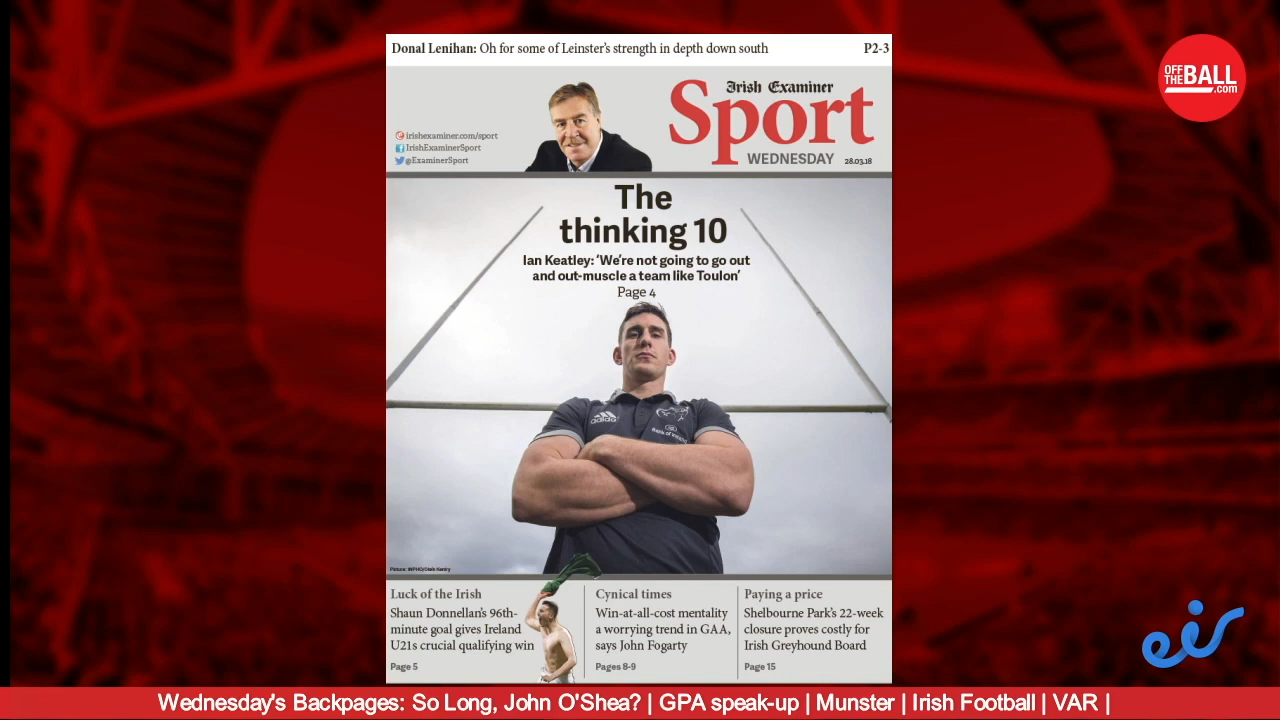 Donal Lenihan: Oh for some of Leinster's strength in depth down south P2-3
OFF THE BALL.com
Irish Examiner
Sport
WEDNESDAY 28.03.18
irishexaminer.com/sport
IrishExaminerSport
@ExaminerSport
The
thinking 10
Ian Keatley: 'We're not going to go out
and out-muscle a team like Toulon'
Page 4
adidas
Bank of Ireland
Luck of the Irish
Shaun Donnellan's 96th-
minute goal gives Ireland
U21s crucial qualifying win
Page 5
Cynical times
Win-at-all-cost mentality
a worrying trend in GAA,
says John Fogarty
Pages 8-9
Paying a price
Shelbourne Park's 22-week
closure proves costly for
Irish Greyhound Board
Page 15
eir
Wednesday's Backpages: So Long, John O'Shea? | GPA speak-up | Munster | Irish Football | VAR |